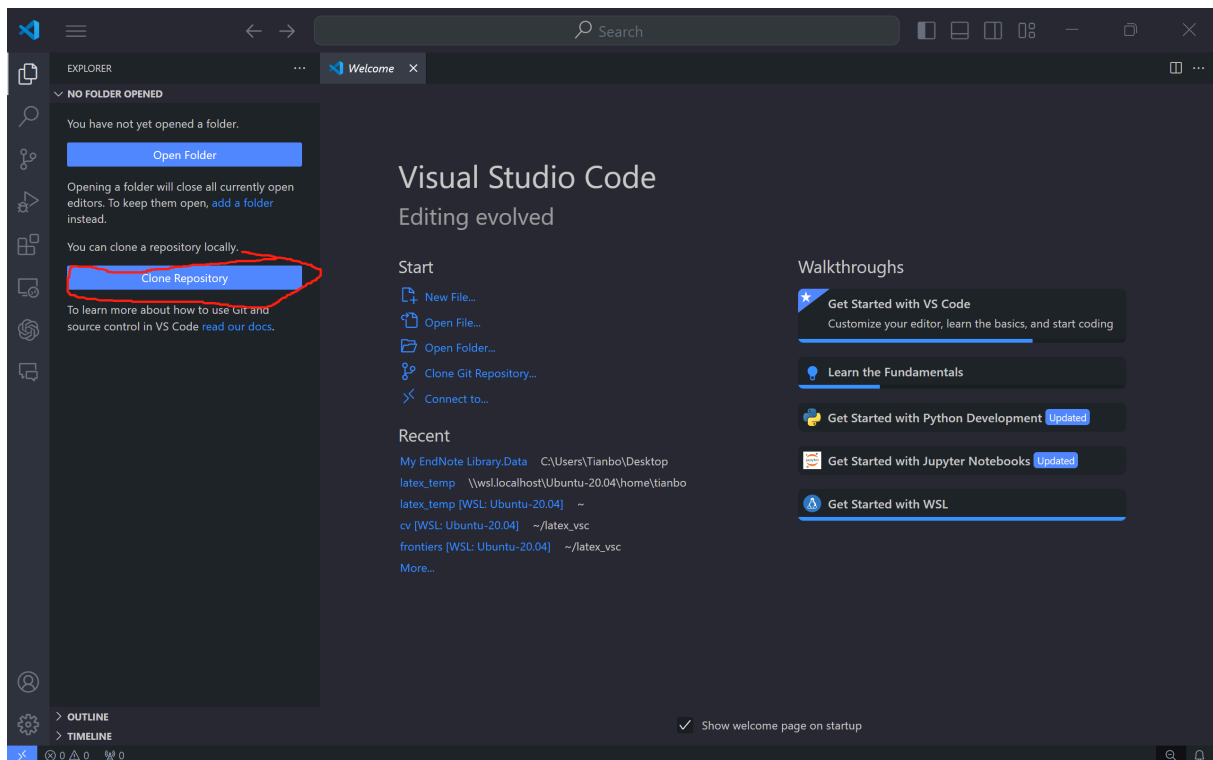 Search
EXPLORER
Welcome
NO FOLDER OPENED
You have not yet opened a folder.
Open Folder
Opening a folder will close all currently open
editors. To keep them open, add a folder
instead.
You can clone a repository locally.
Clone Repository
To learn more about how to use Git and
source control in VS Code read our docs.
OUTLINE
TIMELINE
Visual Studio Code
Editing evolved
Start
New File...
Open File...
Open Folder...
Clone Git Repository...
Connect to...
Recent
My EndNote Library.Data C:\Users\Tianbo\Desktop
latex_temp \\wsl.localhost\Ubuntu-20.04\home\tianbo
latex_temp [WSL: Ubuntu-20.04] ~
cv [WSL: Ubuntu-20.04] ~/latex_vsc
frontiers [WSL: Ubuntu-20.04] ~/latex_vsc
More...
Walkthroughs
Get Started with VS Code
Customize your editor, learn the basics, and start coding
Learn the Fundamentals
Get Started with Python Development Updated
Get Started with Jupyter Notebooks Updated
Get Started with WSL
Show welcome page on startup
0 0 0